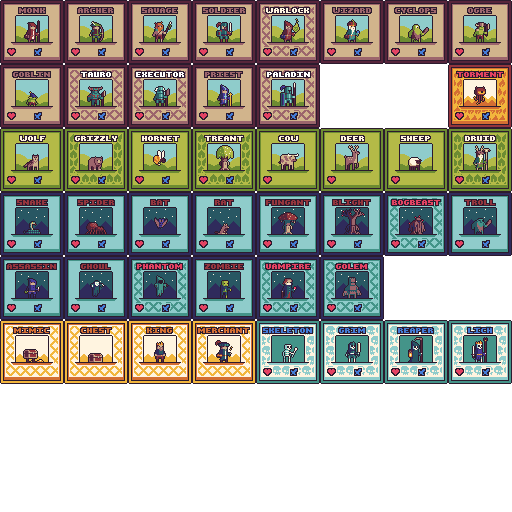 MONK ARCHER SAVAGE SOLDIER WARLOCK WIZARD CYCLOPS OGRE
GOBLIN TAURO EXECUTOR PRIEST PALADIN TORMENT
WOLF GRIZZLY HORNET TREANT COW DEER SHEEP DRUID
SNAKE SPIDER BAT RAT FUNGANT BLIGHT BOGBEAST TROLL
ASSASSIN GHOUL PHANTOM ZOMBIE VAMPIRE GOLEM
MIMIC CHEST KING MERCHANT SKELETON GRIM REAPER LICH